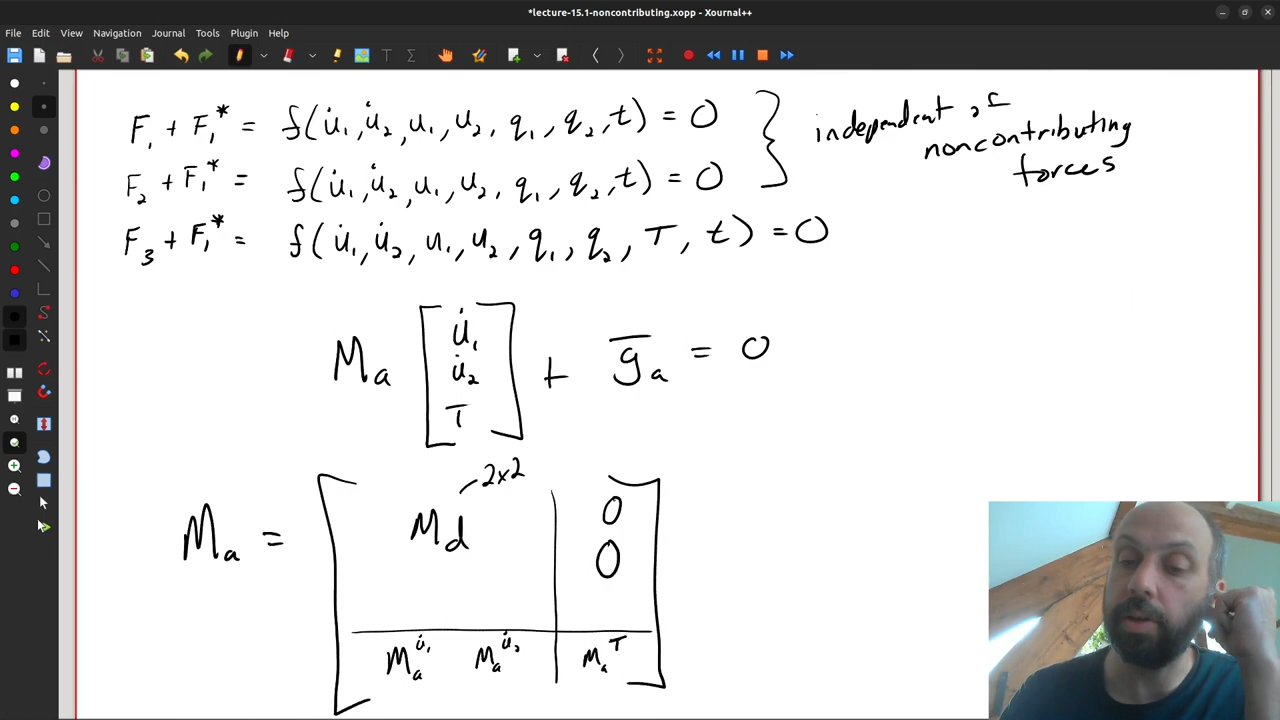 *lecture-15.1-noncontributing.xopp - Xournal++
File Edit View Navigation Journal Tools Plugin Help
F₁ + F₁* = f(u̇₁, u̇₂, u₁, u₂, q₁, q₂, t) = 0
F₂ + F₁* = f(u̇₁, u̇₂, u₁, u₂, q₁, q₂, t) = 0
F₃ + F₁* = f(u̇₁, u̇₂, u₁, u₂, q₁, q₂, T, t) = 0
independent of
noncontributing
forces
Mₐ [u̇₁ u̇₂ T] + g̅ₐ = 0
2x2
Mₐ = [M_d | 0 0
Mₐ^u̇₁ Mₐ^u̇₂ | Mₐ^T]